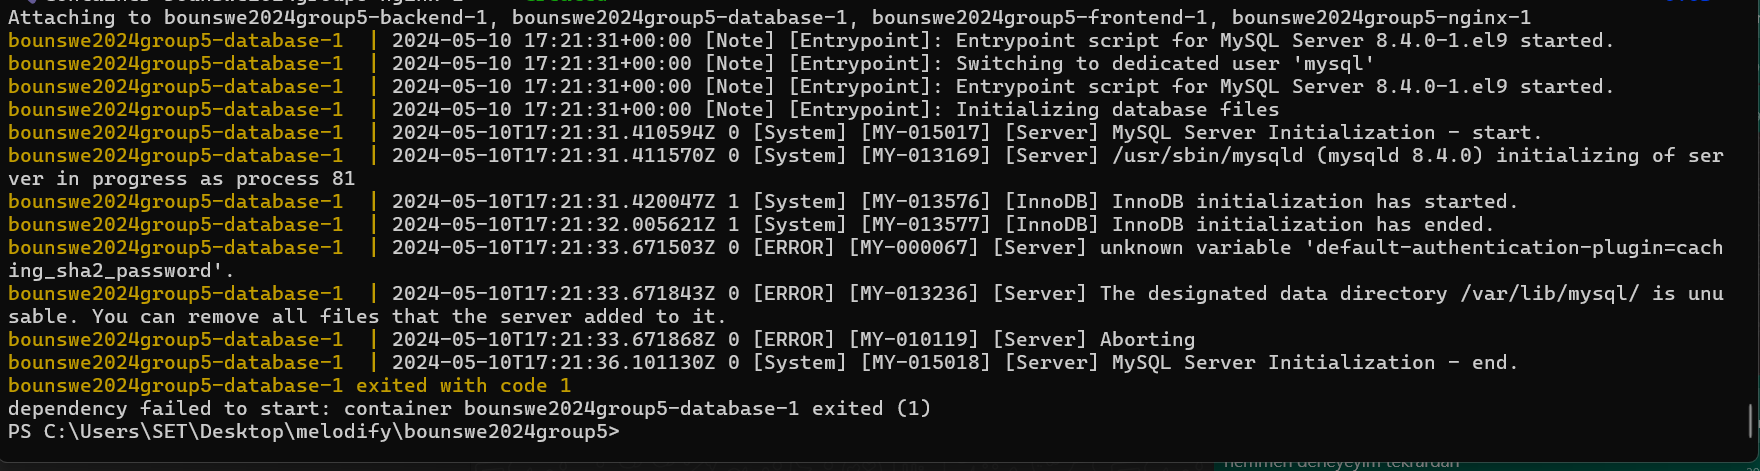 Attaching to bounswe2024group5-backend-1, bounswe2024group5-database-1, bounswe2024group5-frontend-1, bounswe2024group5-nginx-1
bounswe2024group5-database-1  | 2024-05-10 17:21:31+00:00 [Note] [Entrypoint]: Entrypoint script for MySQL Server 8.4.0-1.el9 started.
bounswe2024group5-database-1  | 2024-05-10 17:21:31+00:00 [Note] [Entrypoint]: Switching to dedicated user 'mysql'
bounswe2024group5-database-1  | 2024-05-10 17:21:31+00:00 [Note] [Entrypoint]: Entrypoint script for MySQL Server 8.4.0-1.el9 started.
bounswe2024group5-database-1  | 2024-05-10 17:21:31+00:00 [Note] [Entrypoint]: Initializing database files
bounswe2024group5-database-1  | 2024-05-10T17:21:31.410594Z 0 [System] [MY-015017] [Server] MySQL Server Initialization - start.
bounswe2024group5-database-1  | 2024-05-10T17:21:31.411570Z 0 [System] [MY-013169] [Server] /usr/sbin/mysqld (mysqld 8.4.0) initializing of ser
ver in progress as process 81
bounswe2024group5-database-1  | 2024-05-10T17:21:31.420047Z 1 [System] [MY-013576] [InnoDB] InnoDB initialization has started.
bounswe2024group5-database-1  | 2024-05-10T17:21:32.005621Z 1 [System] [MY-013577] [InnoDB] InnoDB initialization has ended.
bounswe2024group5-database-1  | 2024-05-10T17:21:33.671503Z 0 [ERROR] [MY-000067] [Server] unknown variable 'default-authentication-plugin=cach
ing_sha2_password'.
bounswe2024group5-database-1  | 2024-05-10T17:21:33.671843Z 0 [ERROR] [MY-013236] [Server] The designated data directory /var/lib/mysql/ is unu
sable. You can remove all files that the server added to it.
bounswe2024group5-database-1  | 2024-05-10T17:21:33.671868Z 0 [ERROR] [MY-010119] [Server] Aborting
bounswe2024group5-database-1  | 2024-05-10T17:21:36.101130Z 0 [System] [MY-015018] [Server] MySQL Server Initialization - end.
bounswe2024group5-database-1 exited with code 1
dependency failed to start: container bounswe2024group5-database-1 exited (1)
PS C:\Users\SET\Desktop\melodify\bounswe2024group5>